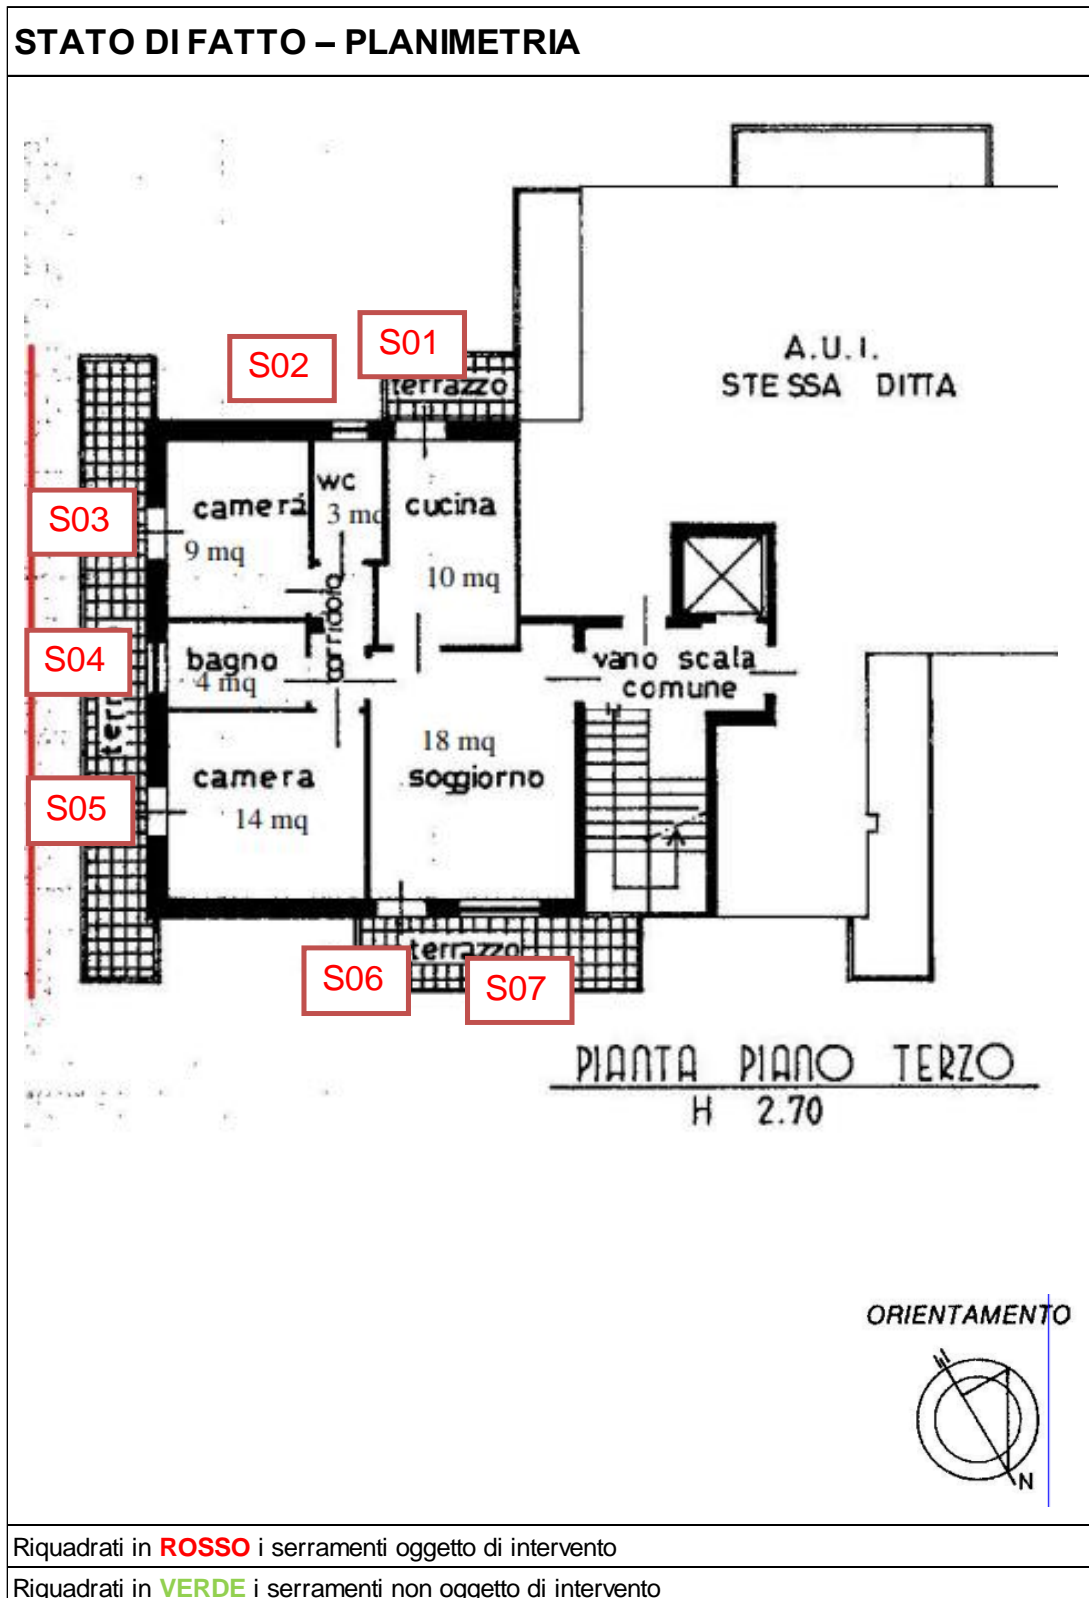 STATO DI FATTO – PLANIMETRIA
A.U.I.
STESSA DITTA
S01
S02
terrazzo
wc
3 mq
camera
9 mq
cucina
10 mq
S03
corridoio
S04
bagno
4 mq
vano scala
comune
18 mq
soggiorno
camera
14 mq
S05
terrazzo
S06
S07
PIANTA PIANO TERZO
H 2.70
ORIENTAMENTO
N
Riquadrati in ROSSO i serramenti oggetto di intervento
Riquadrati in VERDE i serramenti non oggetto di intervento